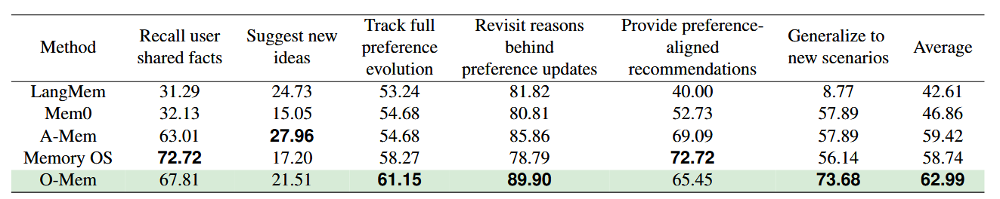 Method Recall user shared facts Suggest new ideas Track full preference evolution Revisit reasons behind preference updates Provide preference-aligned recommendations Generalize to new scenarios Average
LangMem 31.29 24.73 53.24 81.82 40.00 8.77 42.61
Mem0 32.13 15.05 54.68 80.81 52.73 57.89 46.86
A-Mem 63.01 27.96 54.68 85.86 69.09 57.89 59.42
Memory OS 72.72 17.20 58.27 78.79 72.72 56.14 58.74
O-Mem 67.81 21.51 61.15 89.90 65.45 73.68 62.99